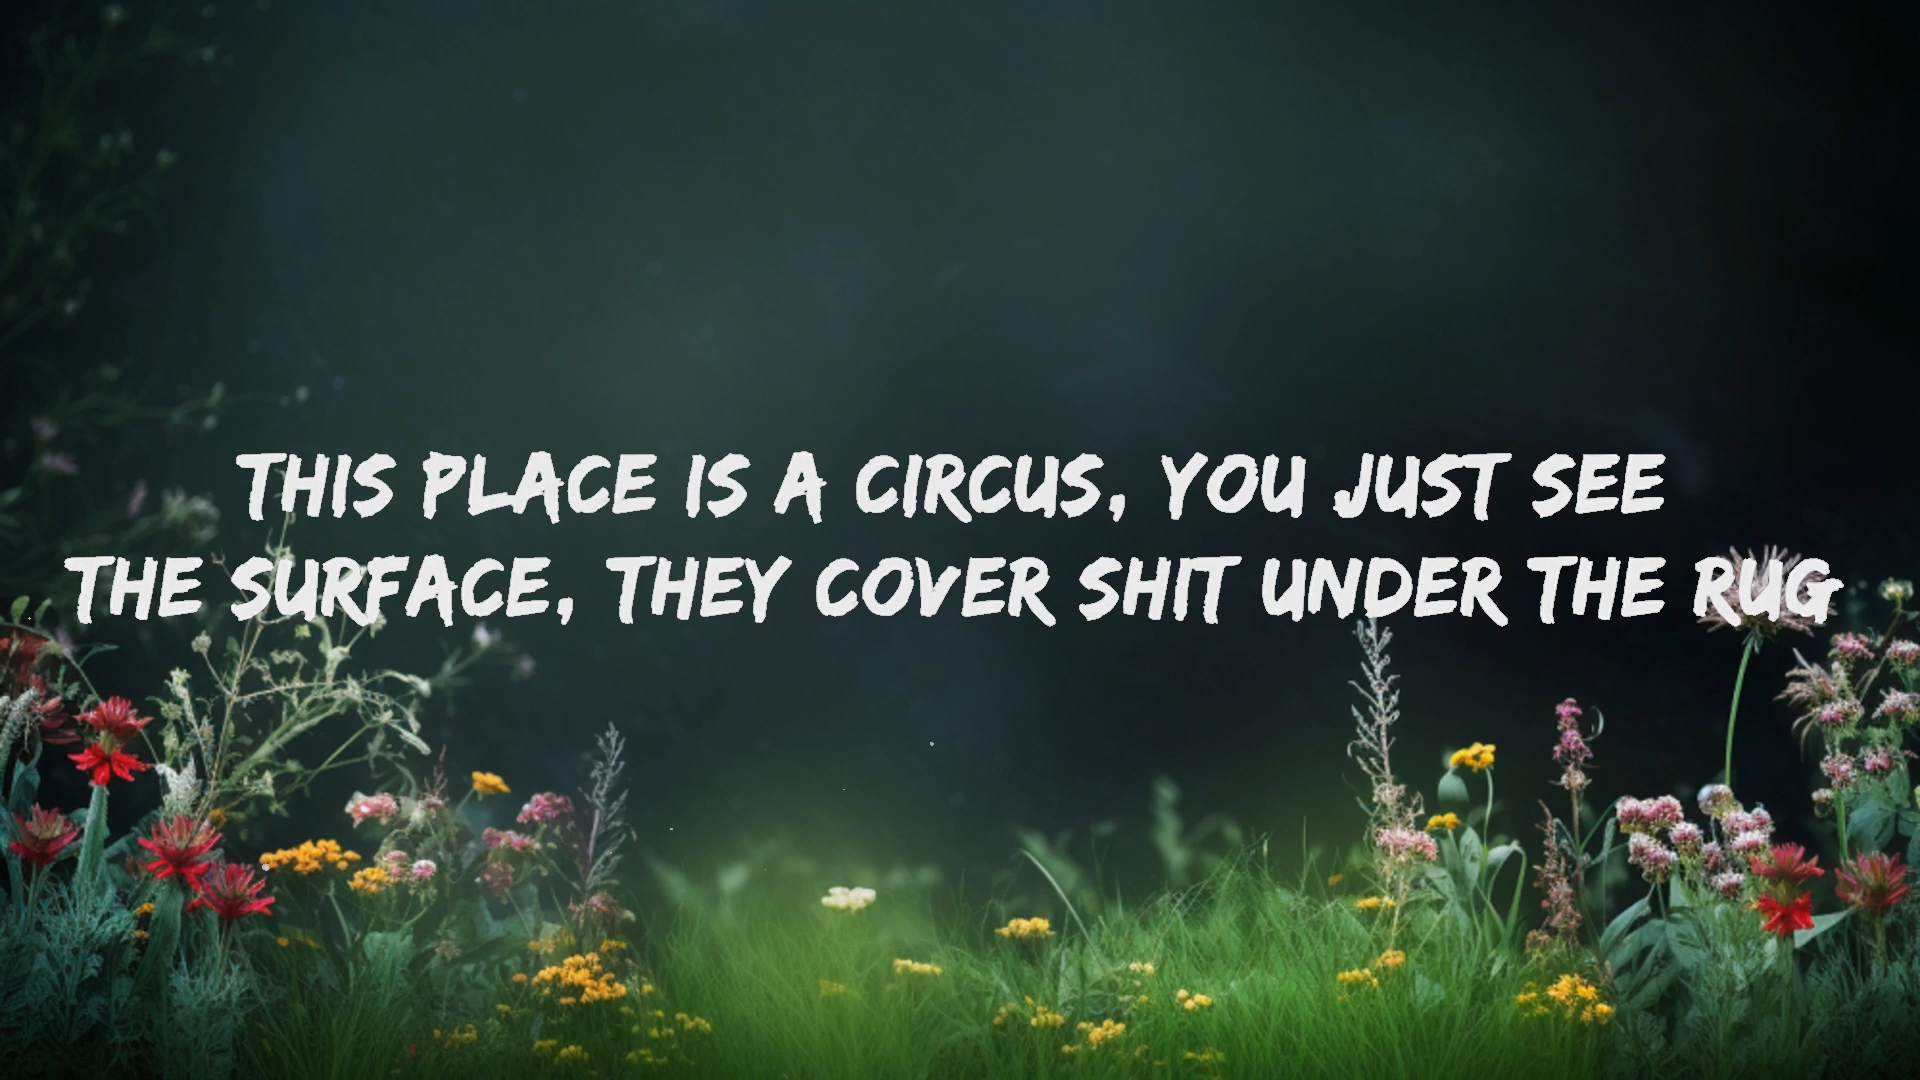 THIS PLACE IS A CIRCUS, YOU JUST SEE
THE SURFACE, THEY COVER SHIT UNDER THE RUG